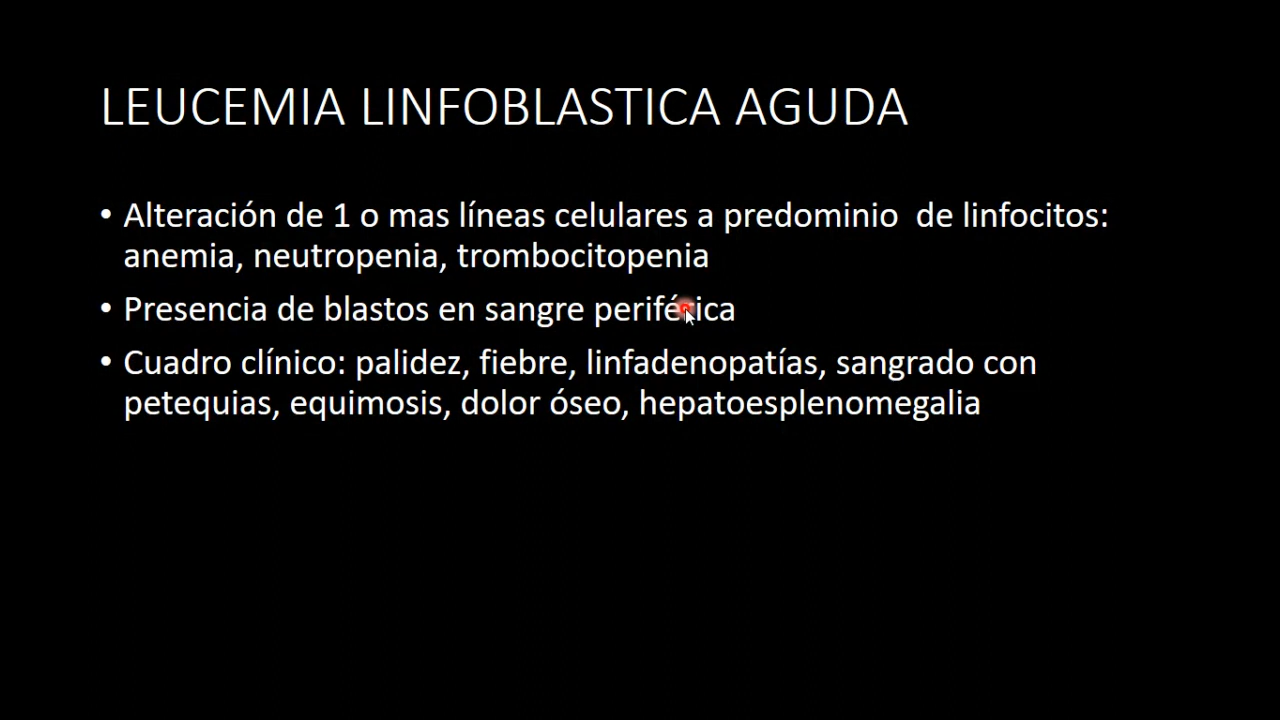 LEUCEMIA LINFOBLASTICA AGUDA
• Alteración de 1 o mas líneas celulares a predominio  de linfocitos:
anemia, neutropenia, trombocitopenia
• Presencia de blastos en sangre periférica
• Cuadro clínico: palidez, fiebre, linfadenopatías, sangrado con
petequias, equimosis, dolor óseo, hepatoesplenomegalia